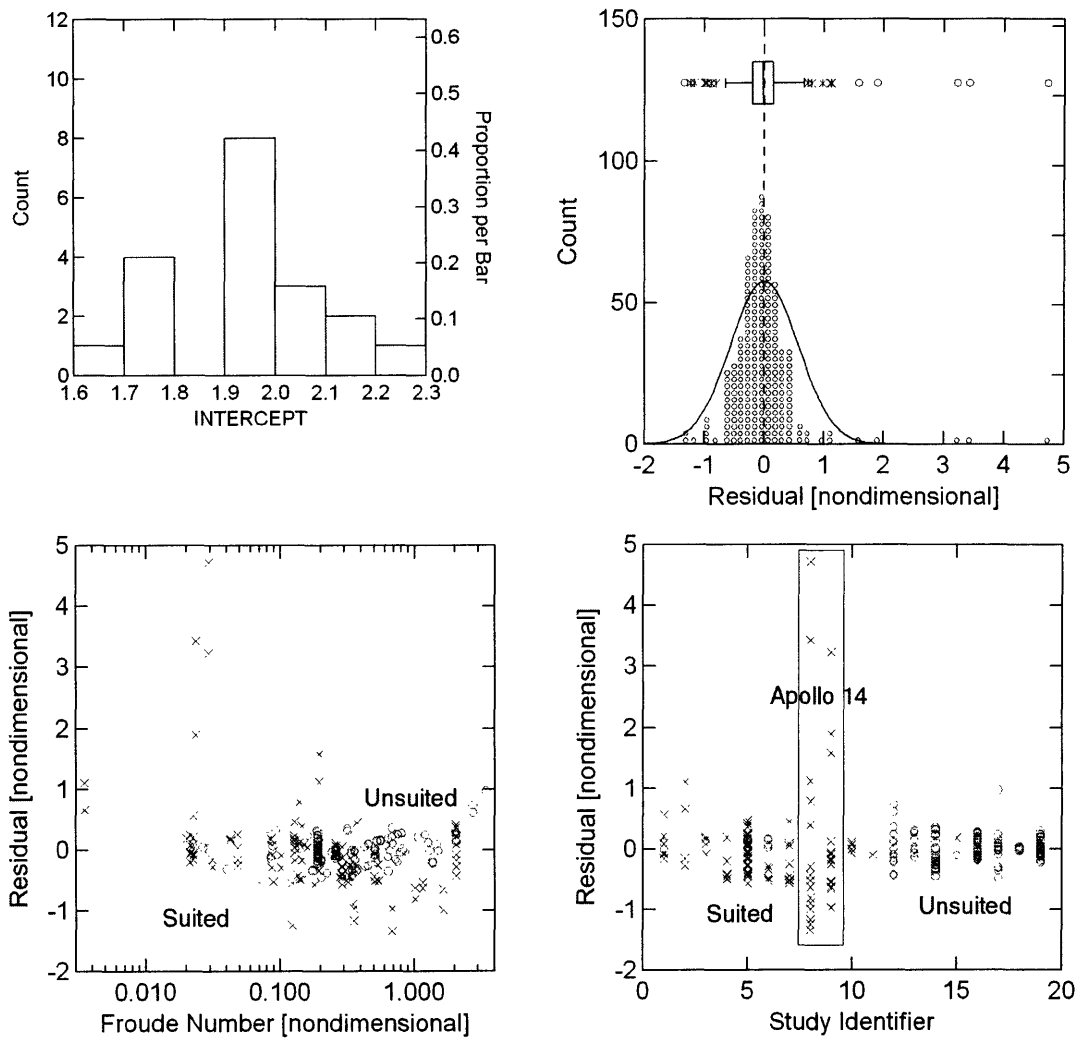 12
10
8
6
4
2
0
Count
0.6
0.5
0.4
0.3
0.2
0.1
0.0
Proportion per Bar
1.6 1.7 1.8 1.9 2.0 2.1 2.2 2.3
INTERCEPT
150
100
50
0
Count
-2 -1 0 1 2 3 4 5
Residual [nondimensional]
5
4
3
2
1
0
-1
-2
Residual [nondimensional]
Unsuited
Suited
0.010 0.100 1.000
Froude Number [nondimensional]
5
4
3
2
1
0
-1
-2
Residual [nondimensional]
Apollo 14
Suited
Unsuited
0 5 10 15 20
Study Identifier